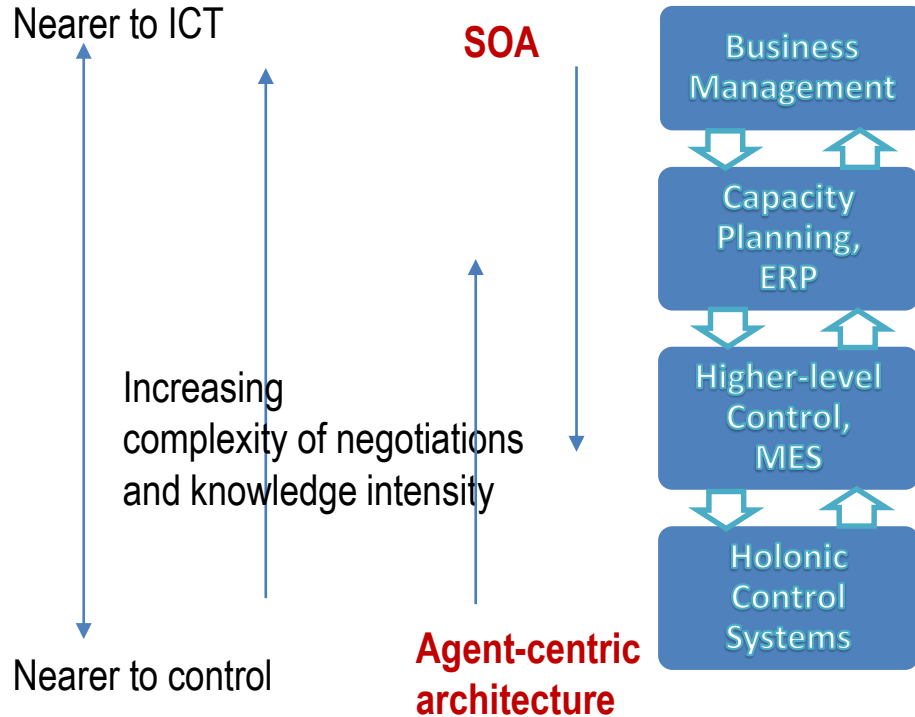 Nearer to ICT
SOA
Business
Management
Capacity
Planning,
ERP
Increasing
complexity of negotiations
and knowledge intensity
Higher-level
Control,
MES
Holonic
Control
Systems
Agent-centric
architecture
Nearer to control